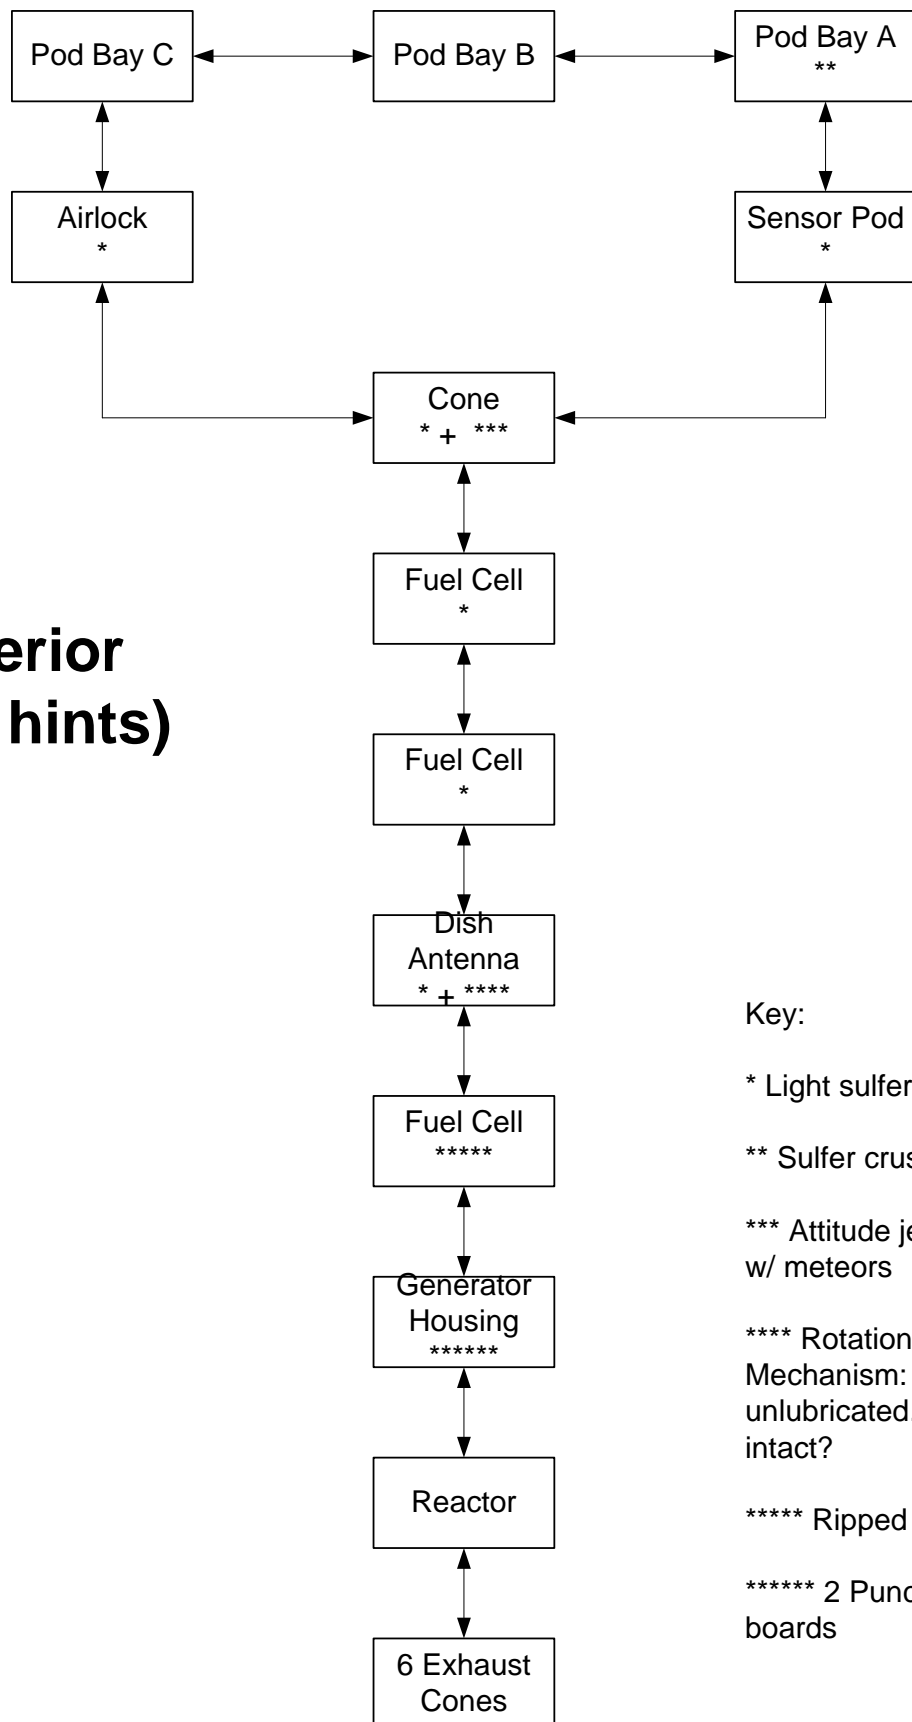 Pod Bay C
Pod Bay B
Pod Bay A
**
Airlock
*
Sensor Pod
*
Cone
* + ***
Fuel Cell
*
erior
hints)
Fuel Cell
*
Dish
Antenna
* + ****
Fuel Cell
*****
Generator
Housing
******
Reactor
6 Exhaust
Cones
Key:
* Light sulfer
** Sulfer crus
*** Attitude je
w/ meteors
**** Rotation
Mechanism:
unlubricated.
intact?
***** Ripped
****** 2 Punc
boards